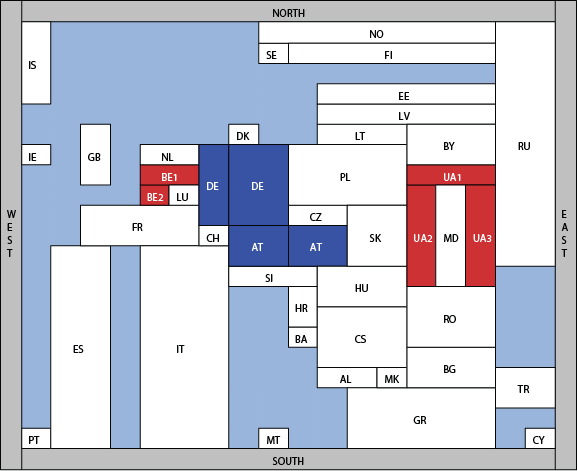 NORTH
NO
IS
SE
FI
EE
LV
LT
DK
BY
RU
IE
GB
NL
BE1
DE
DE
PL
UA1
BE2
LU
CZ
W
E
S
T
E
A
S
T
FR
CH
AT
AT
SK
UA2
MD
UA3
SI
HU
HR
RO
BA
CS
ES
IT
BG
AL
MK
TR
GR
PT
MT
CY
SOUTH